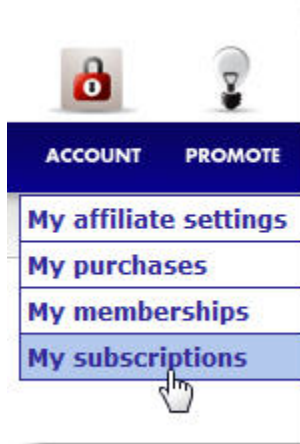 ACCOUNT PROMOTE
My affiliate settings
My purchases
My memberships
My subscriptions